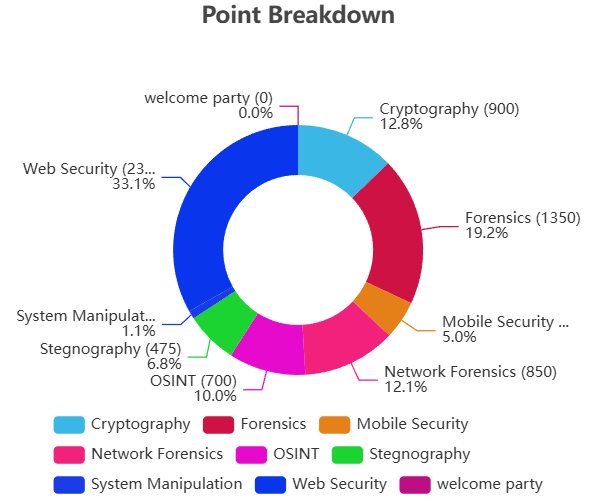 Point Breakdown
welcome party (0)
0.0%
Cryptography (900)
12.8%
Web Security (23...
33.1%
Forensics (1350)
19.2%
System Manipulat...
1.1%
Mobile Security ...
5.0%
Stegnography (475)
6.8%
Network Forensics (850)
12.1%
OSINT (700)
10.0%
Cryptography Forensics Mobile Security
Network Forensics OSINT Stegnography
System Manipulation Web Security welcome party